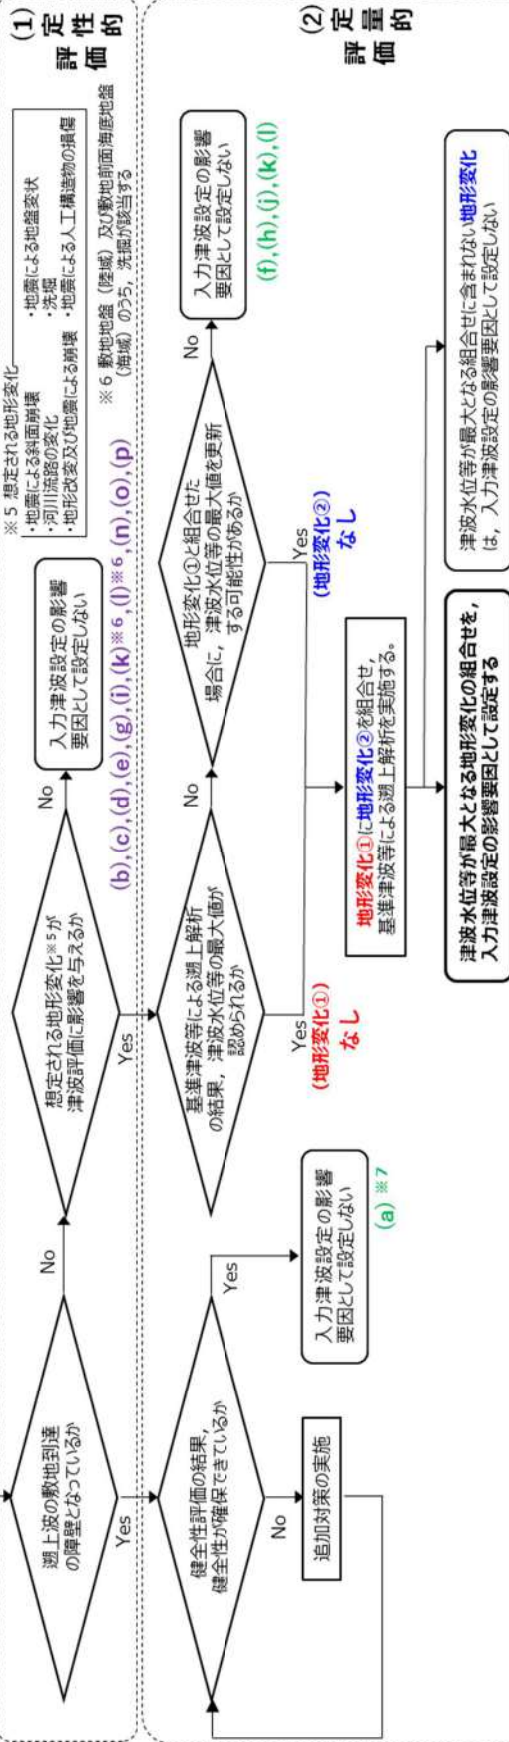 (1) 定性的
評価
※5 想定される地形変化
・地震による斜面崩壊　・地震による地盤変状
・河川流路の変化　・洗掘
・地形改変及び地震による崩壊　・地震による人工構造物の損傷
※6 敷地地盤（陸域）及び敷地前面海底地盤
（海域）のうち，洗掘が該当する
遡上波の敷地到達
の障壁となっているか
No
Yes
想定される地形変化※5が
津波評価に影響を与えるか
No
Yes
入力津波設定の影響
要因として設定しない
(b),(c),(d),(e),(g),(i),(k)※6,(l)※6,(n),(o),(p)
(2) 定量的
評価
健全性評価の結果，
健全性が確保できているか
Yes
No
追加対策の実施
入力津波設定の影響
要因として設定しない
(a)※7
基準津波等による遡上解析
の結果，津波水位等の最大値が
認められるか
No
Yes
(地形変化①)
なし
地形変化①と組合せた
場合に，津波水位等の最大値を更新
する可能性があるか
No
Yes
(地形変化②)
なし
入力津波設定の影響
要因として設定しない
(f),(h),(j),(k),(l)
地形変化①に地形変化②を組合せ，
基準津波等による遡上解析を実施する。
津波水位等が最大となる地形変化の組合せを，
入力津波設定の影響要因として設定する
津波水位等が最大となる組合せに含まれない地形変化
は，入力津波設定の影響要因として設定しない